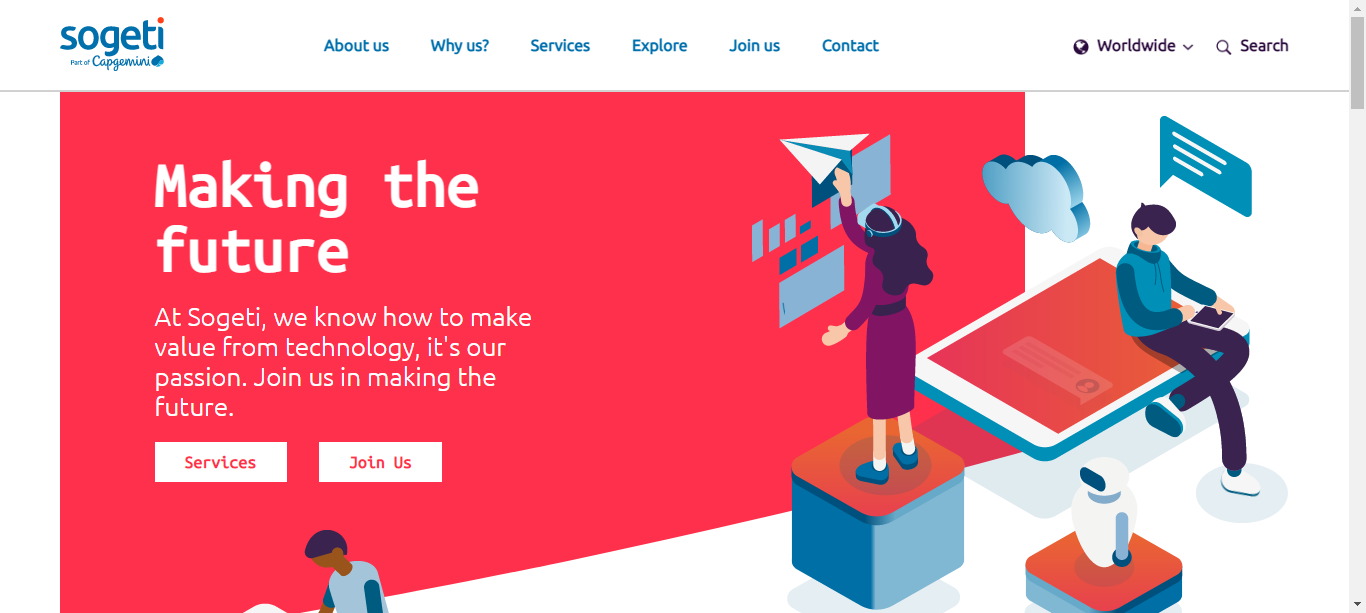 sogeti
Part of Capgemini
About us Why us? Services Explore Join us Contact Worldwide Search
Making the
future
At Sogeti, we know how to make
value from technology, it's our
passion. Join us in making the
future.
Services Join Us